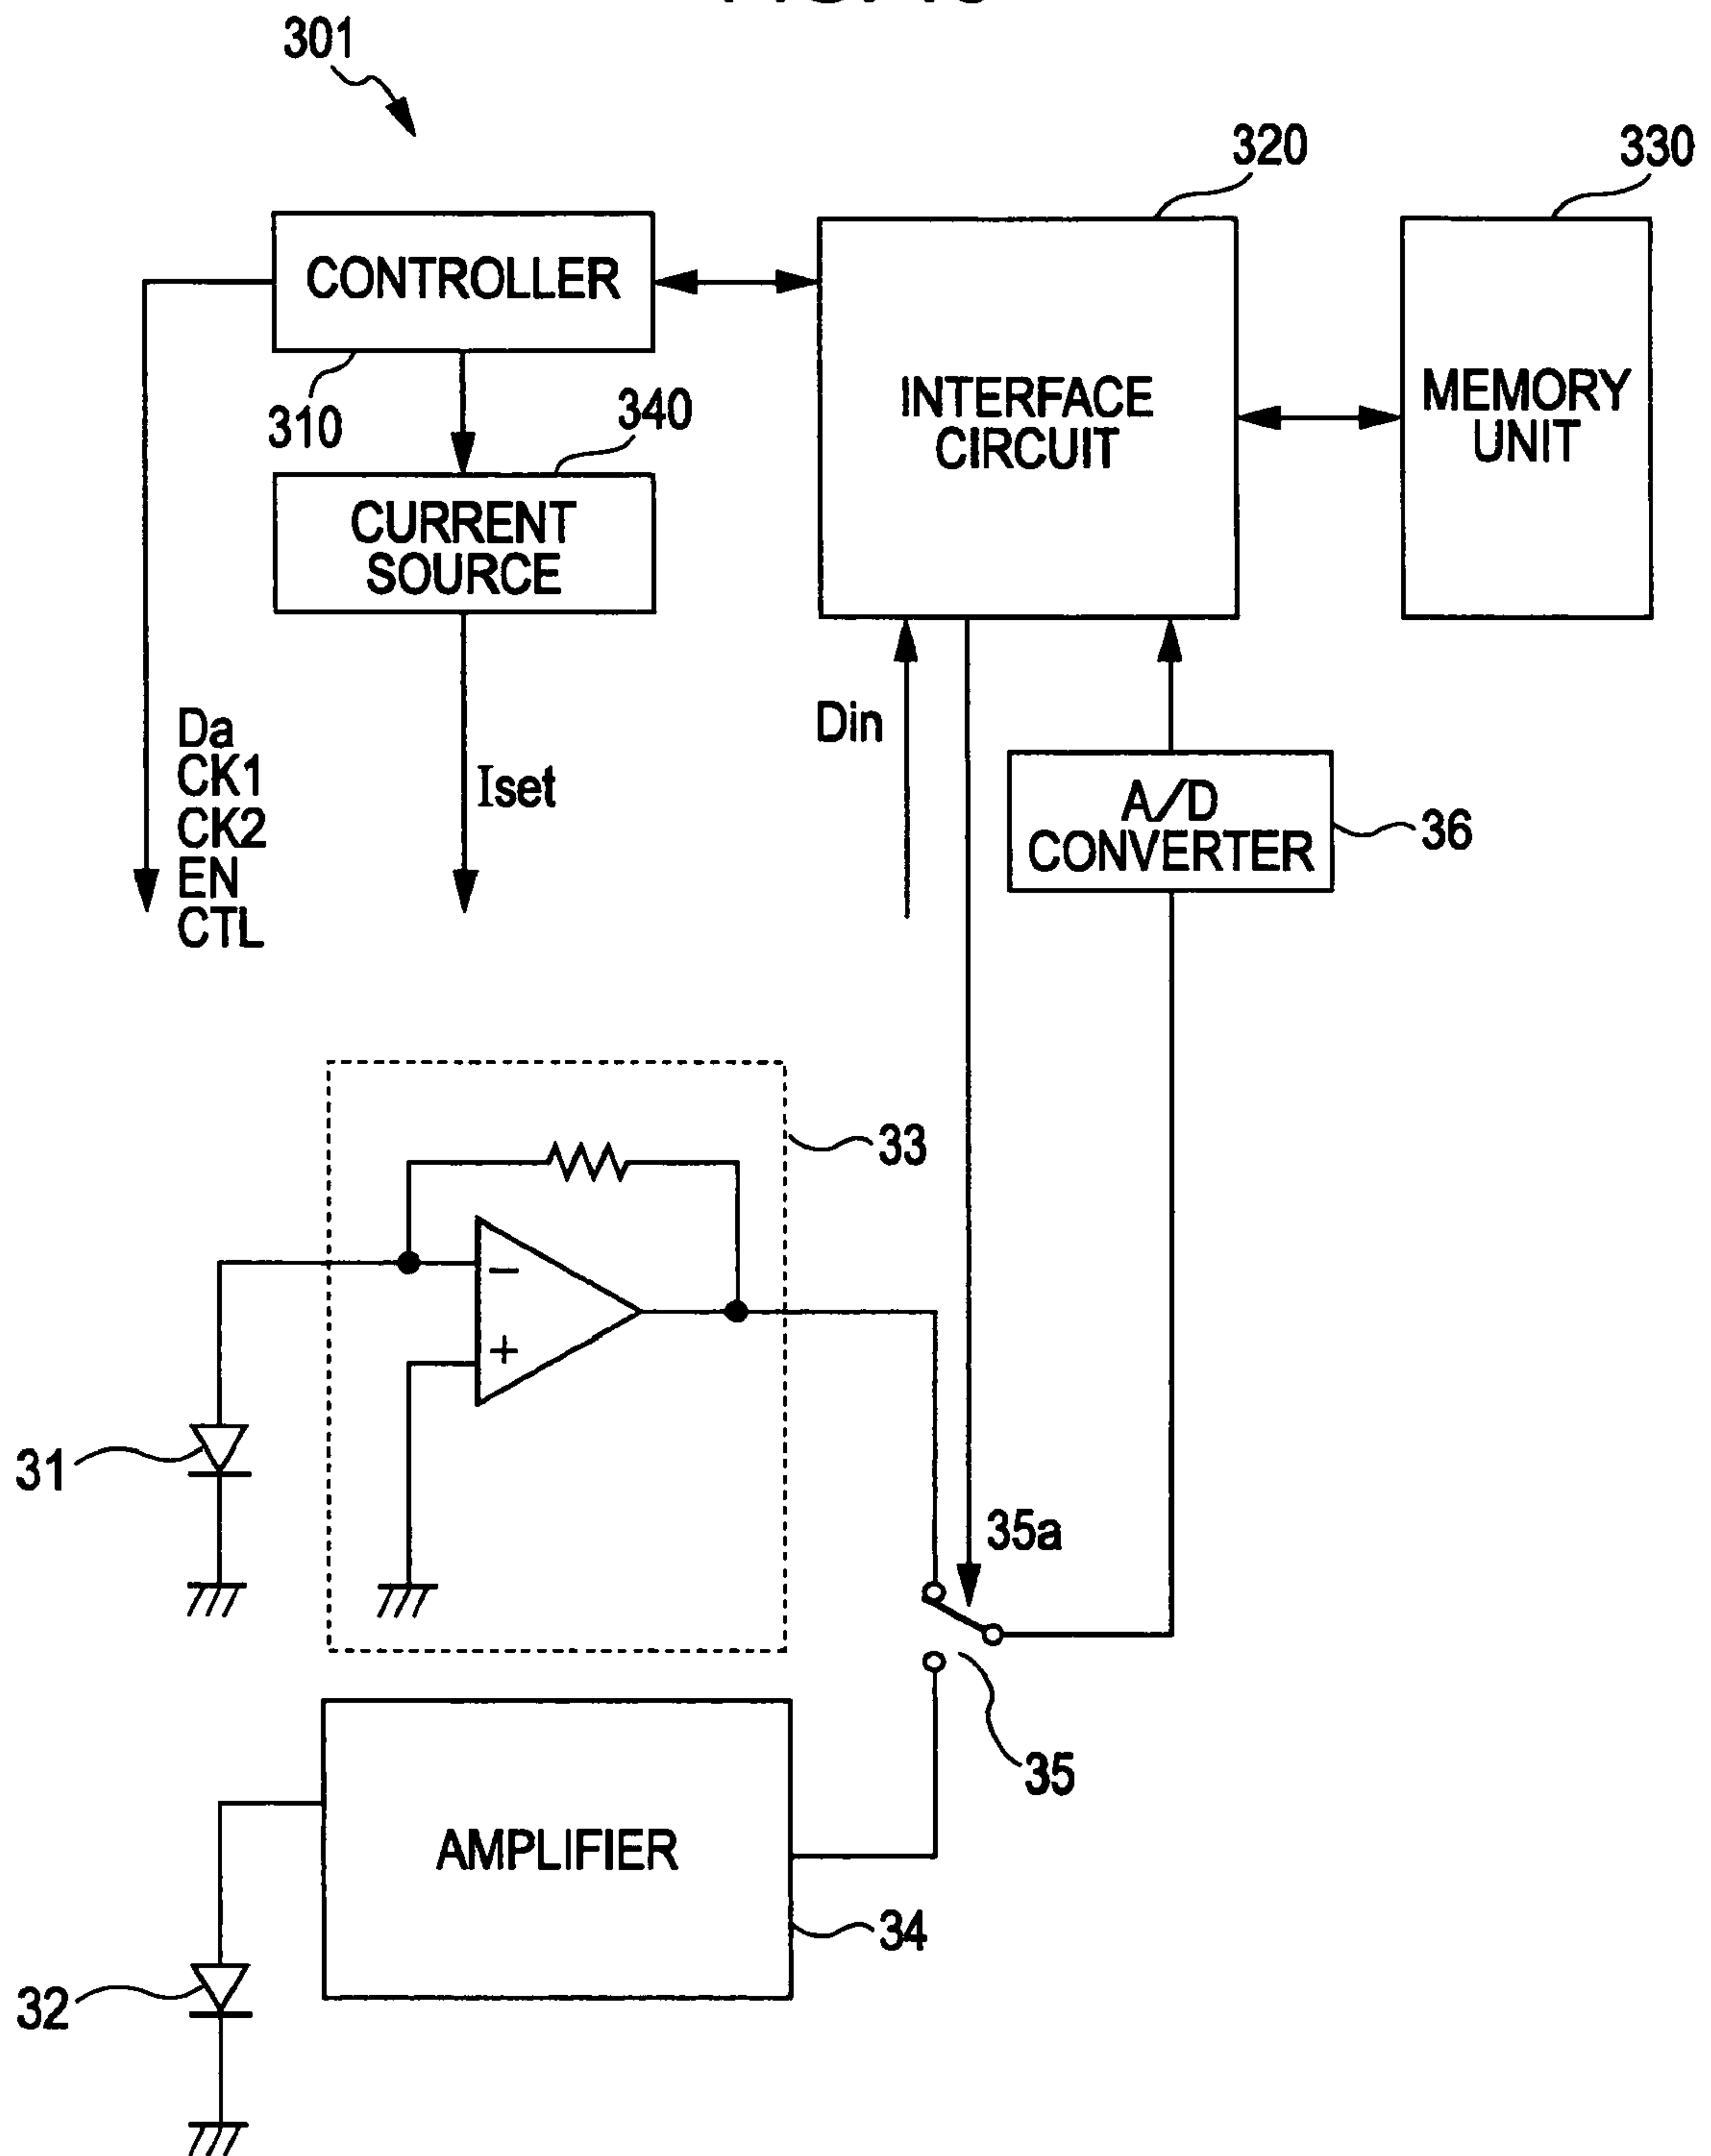 301
320
330
CONTROLLER
310
340
INTERFACE
CIRCUIT
MEMORY
UNIT
CURRENT
SOURCE
Da
CK1
CK2
EN
CTL
Iset
Din
A/D
CONVERTER
36
33
−
+
31
35a
35
AMPLIFIER
34
32